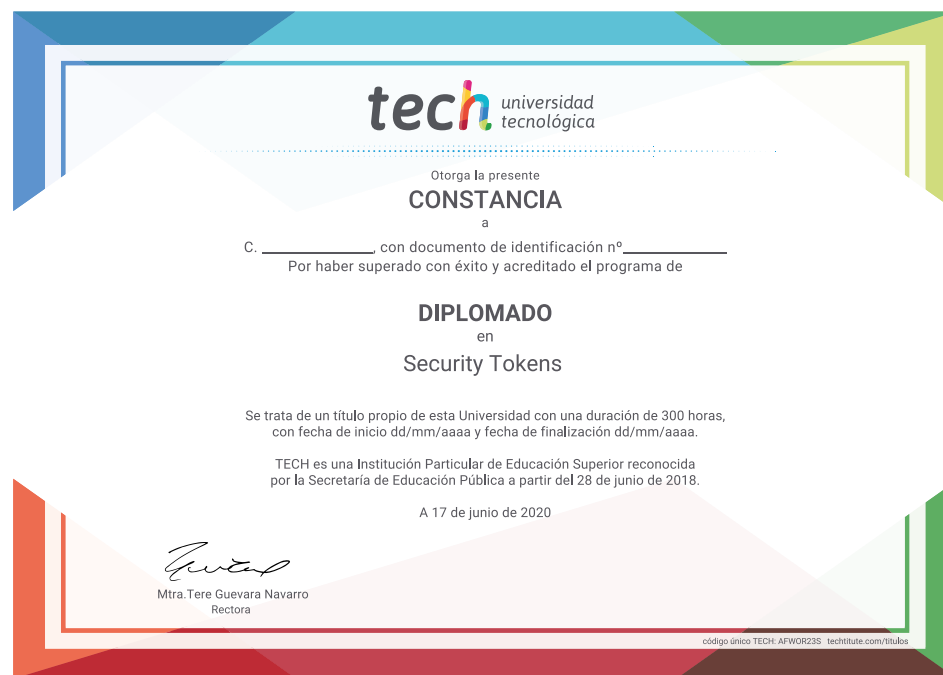 tech universidad
tecnológica
Otorga la presente
CONSTANCIA
a
C. ____________, con documento de identificación nº____________
Por haber superado con éxito y acreditado el programa de
DIPLOMADO
en
Security Tokens
Se trata de un título propio de esta Universidad con una duración de 300 horas,
con fecha de inicio dd/mm/aaaa y fecha de finalización dd/mm/aaaa.
TECH es una Institución Particular de Educación Superior reconocida
por la Secretaría de Educación Pública a partir del 28 de junio de 2018.
A 17 de junio de 2020
Mtra.Tere Guevara Navarro
Rectora
código único TECH: AFWOR23S techtitute.com/titulos